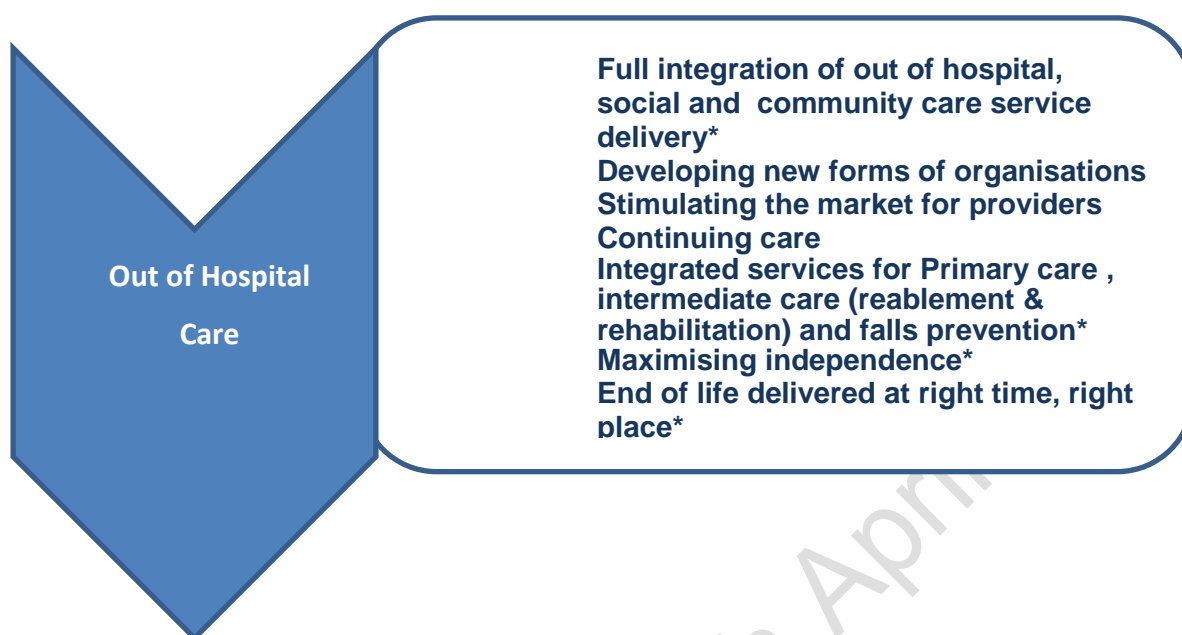 Out of Hospital
Care
Full integration of out of hospital,
social and  community care service
delivery*
Developing new forms of organisations
Stimulating the market for providers
Continuing care
Integrated services for Primary care ,
intermediate care (reablement &
rehabilitation) and falls prevention*
Maximising independence*
End of life delivered at right time, right
place*
April